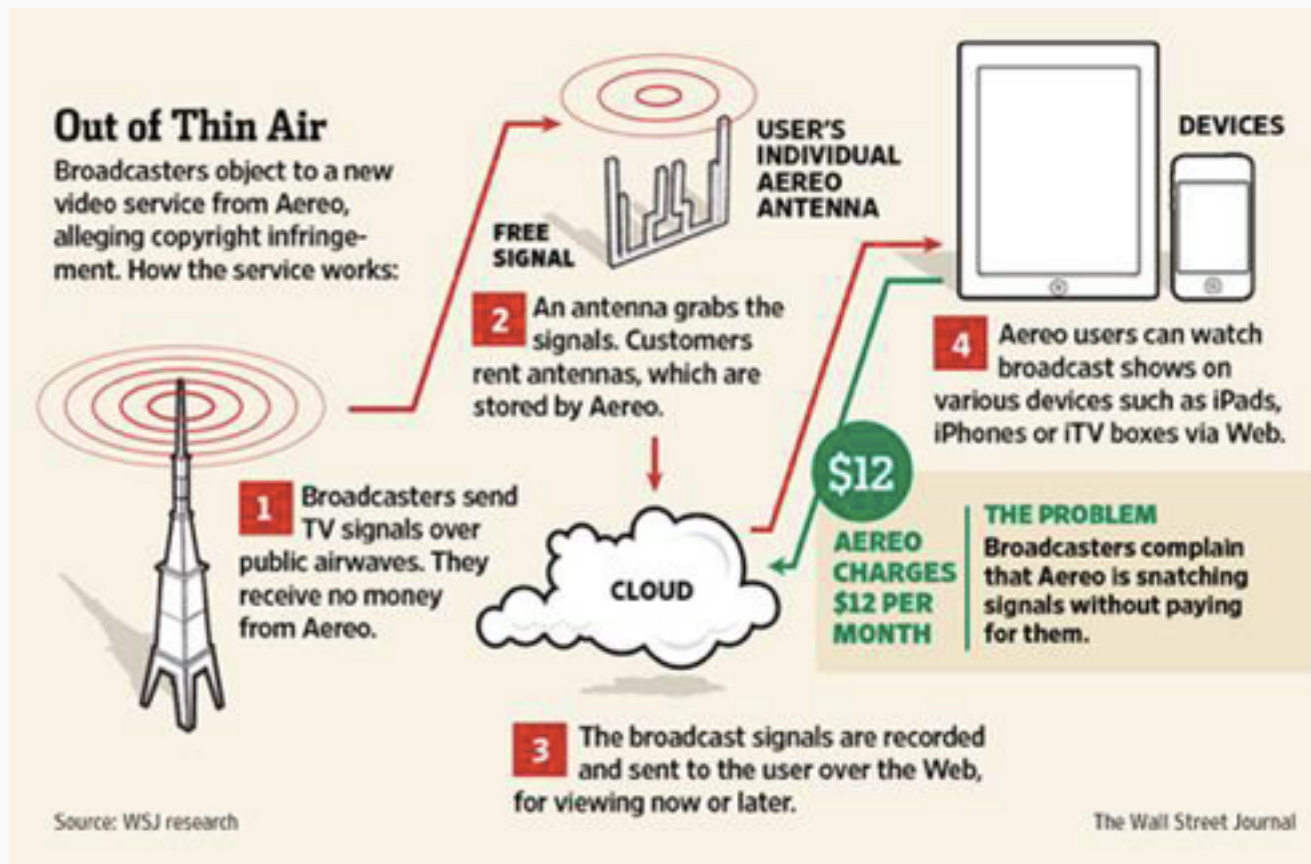 Out of Thin Air
Broadcasters object to a new
video service from Aereo,
alleging copyright infringe-
ment. How the service works:
1 Broadcasters send
TV signals over
public airwaves. They
receive no money
from Aereo.
FREE
SIGNAL
USER'S
INDIVIDUAL
AEREO
ANTENNA
2 An antenna grabs the
signals. Customers
rent antennas, which are
stored by Aereo.
CLOUD
3 The broadcast signals are recorded
and sent to the user over the Web,
for viewing now or later.
DEVICES
4 Aereo users can watch
broadcast shows on
various devices such as iPads,
iPhones or iTV boxes via Web.
$12
AEREO
CHARGES
$12 PER
MONTH
THE PROBLEM
Broadcasters complain
that Aereo is snatching
signals without paying
for them.
Source: WSJ research
The Wall Street Journal